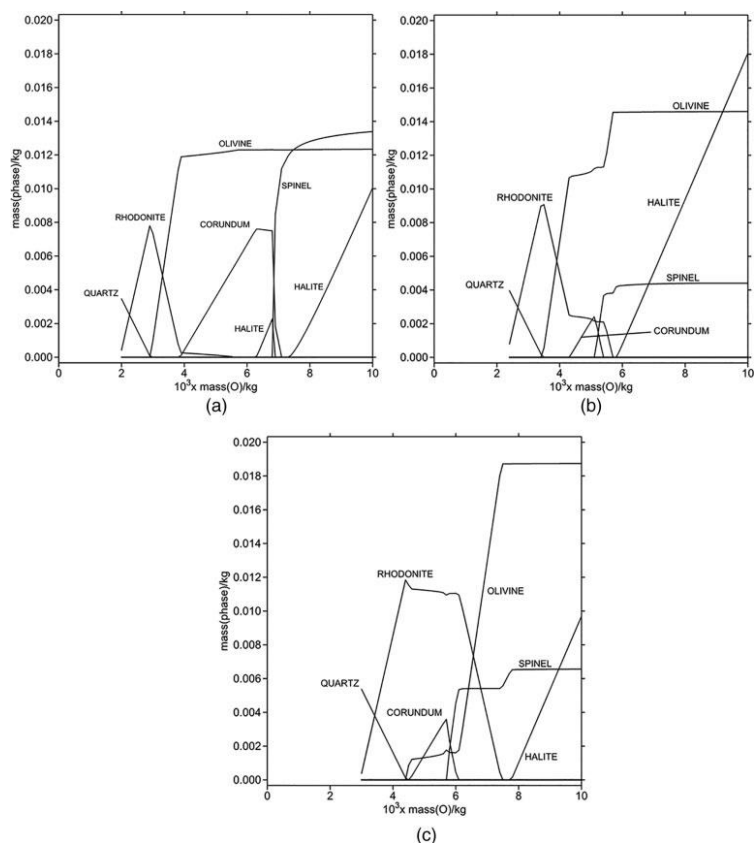 0.020
0.018
0.016
0.014
0.012
0.010
0.008
0.006
0.004
0.002
0.000
mass(phase)/kg
OLIVINE
SPINEL
RHODONITE
CORUNDUM
QUARTZ
HALITE
HALITE
0 2 4 6 8 10
10³x mass(O)/kg
(a)
0.020
0.018
0.016
0.014
0.012
0.010
0.008
0.006
0.004
0.002
0.000
mass(phase)/kg
OLIVINE
RHODONITE
HALITE
QUARTZ
SPINEL
CORUNDUM
0 2 4 6 8 10
10³x mass(O)/kg
(b)
0.020
0.018
0.016
0.014
0.012
0.010
0.008
0.006
0.004
0.002
0.000
mass(phase)/kg
RHODONITE
OLIVINE
SPINEL
QUARTZ
CORUNDUM
HALITE
0 2 4 6 8 10
10³x mass(O)/kg
(c)